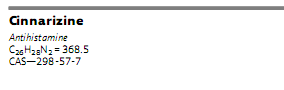 Cinnarizine
Antihistamine
C₂₆H₂₈N₂ = 368.5
CAS—298-57-7